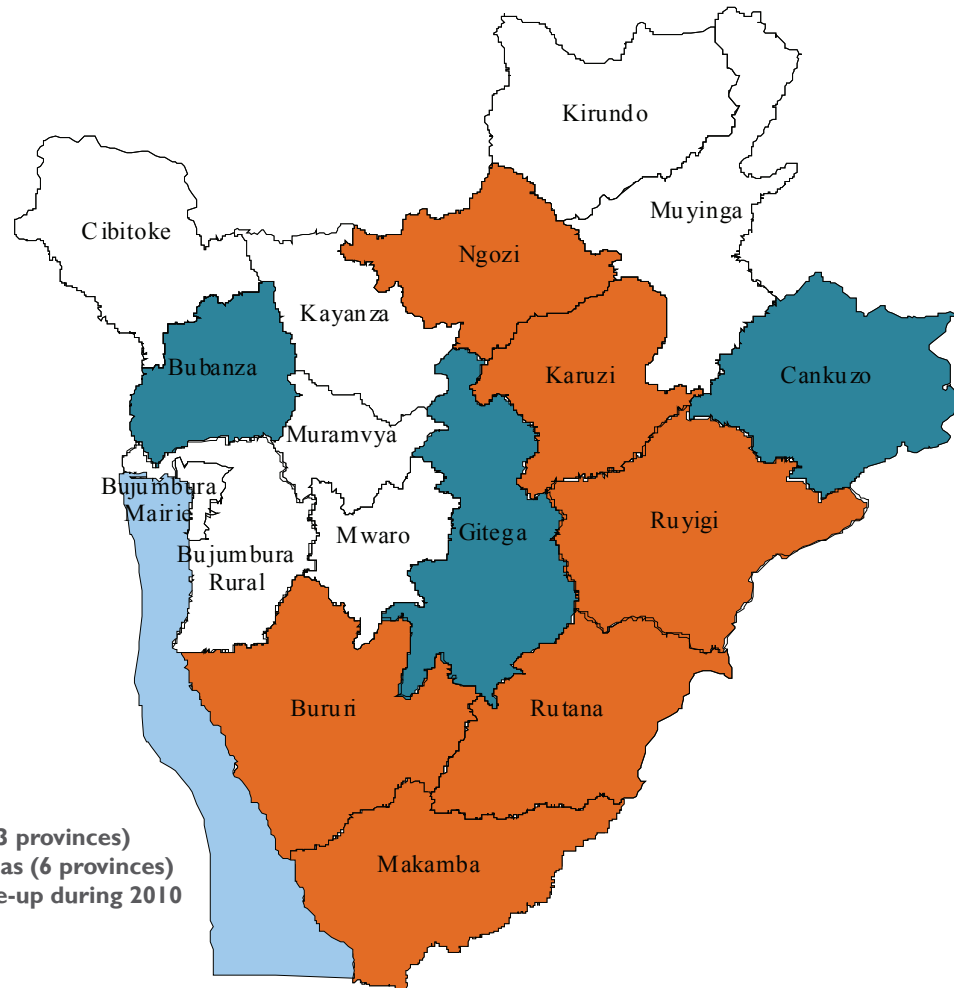 Kirundo
Muyinga
Cibitoke
Ngozi
Kayanza
Bubanza
Karuzi
Cankuzo
Muramvya
Bujumbura
Mairie
Ruyigi
Mwaro
Gitega
Bujumbura
Rural
Bururi
Rutana
3 provinces)
as (6 provinces)
e-up during 2010
Makamba